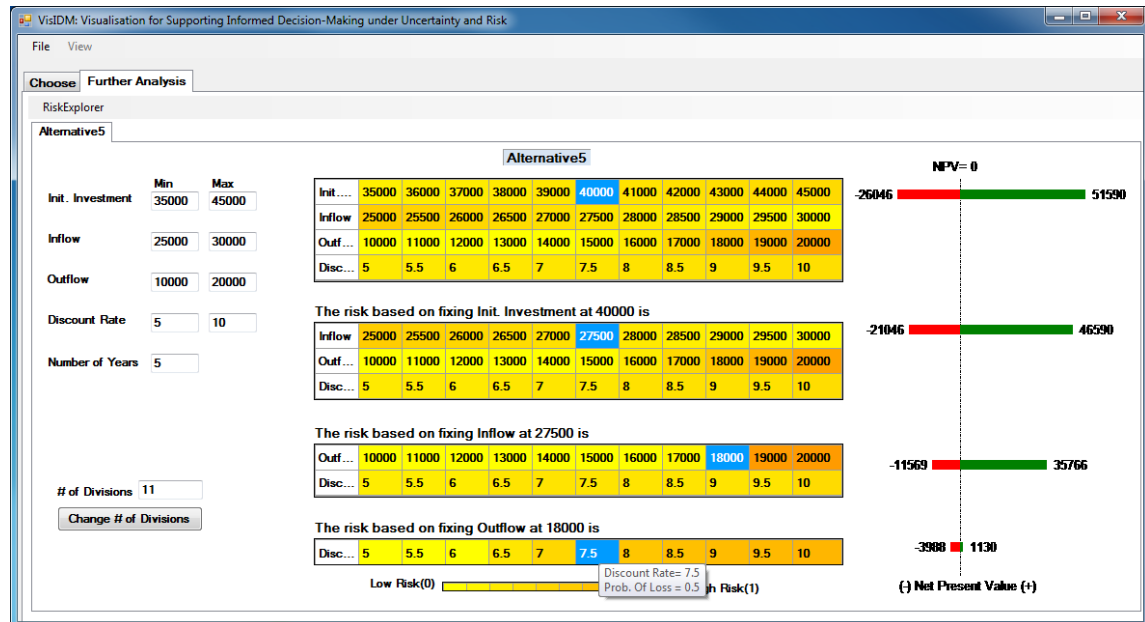 VisIDM: Visualisation for Supporting Informed Decision-Making under Uncertainty and Risk
File View
Choose Further Analysis
RiskExplorer
Alternative5
Alternative5
Min Max
Init. Investment 35000 45000
Inflow 25000 30000
Outflow 10000 20000
Discount Rate 5 10
Number of Years 5
# of Divisions 11
Change # of Divisions
Init.... 35000 36000 37000 38000 39000 40000 41000 42000 43000 44000 45000
Inflow 25000 25500 26000 26500 27000 27500 28000 28500 29000 29500 30000
Outf... 10000 11000 12000 13000 14000 15000 16000 17000 18000 19000 20000
Disc... 5 5.5 6 6.5 7 7.5 8 8.5 9 9.5 10
The risk based on fixing Init. Investment at 40000 is
Inflow 25000 25500 26000 26500 27000 27500 28000 28500 29000 29500 30000
Outf... 10000 11000 12000 13000 14000 15000 16000 17000 18000 19000 20000
Disc... 5 5.5 6 6.5 7 7.5 8 8.5 9 9.5 10
The risk based on fixing Inflow at 27500 is
Outf... 10000 11000 12000 13000 14000 15000 16000 17000 18000 19000 20000
Disc... 5 5.5 6 6.5 7 7.5 8 8.5 9 9.5 10
The risk based on fixing Outflow at 18000 is
Disc... 5 5.5 6 6.5 7 7.5 8 8.5 9 9.5 10
Discount Rate= 7.5
Prob. Of Loss = 0.5
Low Risk(0) gh Risk(1)
NPV= 0
-26046 51590
-21046 46590
-11569 35766
-3988 1130
(-) Net Present Value (+)